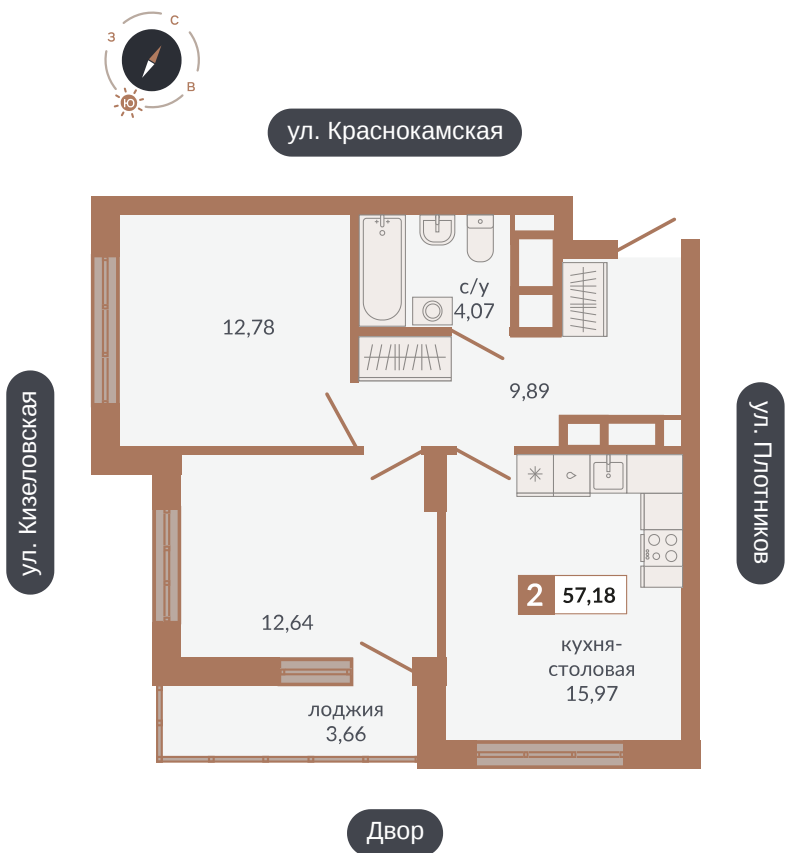 С
З
В
Ю
ул. Краснокамская
с/у
4,07
12,78
9,89
ул. Кизеловская
ул. Плотников
2 57,18
12,64
кухня-
столовая
15,97
лоджия
3,66
Двор